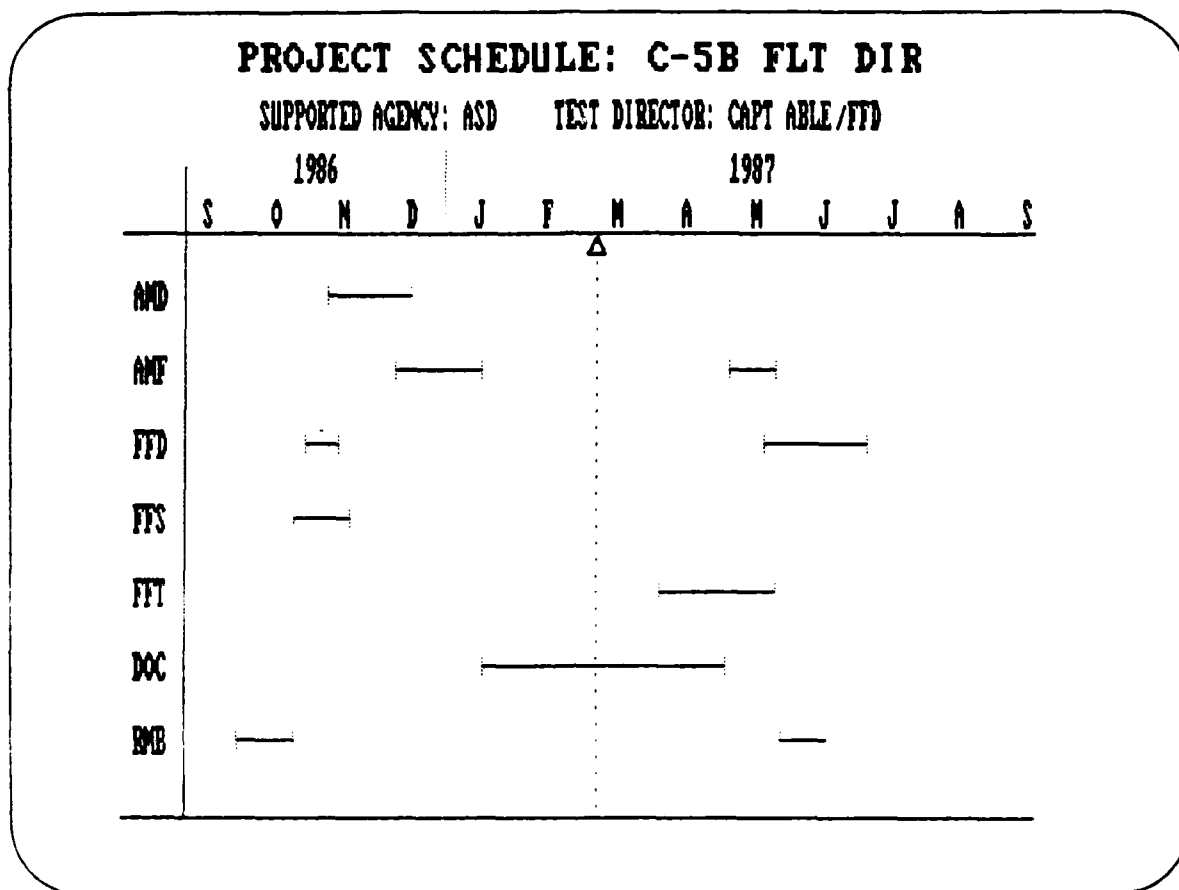 PROJECT SCHEDULE: C-5B FLT DIR
SUPPORTED AGENCY: ASD TEST DIRECTOR: CAPT ABLE/FFD
1986 1987
S O N D J F M A M J J A S
AMD
AMF
FFD
FFS
FFT
DOC
RMB